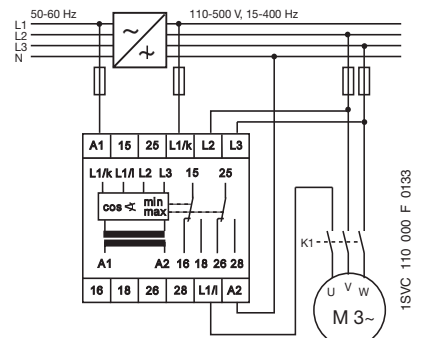 50-60 Hz
110-500 V, 15-400 Hz
L1
L2
L3
N
~
A1 15 25 L1/k L2 L3
L1/k L1/l L2 L3 15 25
cos ∢ min
max
A1 A2 16 18 26 28
16 18 26 28 L1/l A2
K1
U V W
M 3~
1SVC 110 000 F 0133